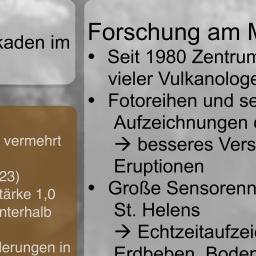 kaden im
vermehrt
23)
tärke 1,0
nterhalb
derungen in
Forschung am
• Seit 1980 Zentrum
vieler Vulkanologe
• Fotoreihen und se
Aufzeichnungen
→ besseres Vers
Eruptionen
• Große Sensorenn
St. Helens
→ Echtzeitaufzei
Erdbeben, Boden